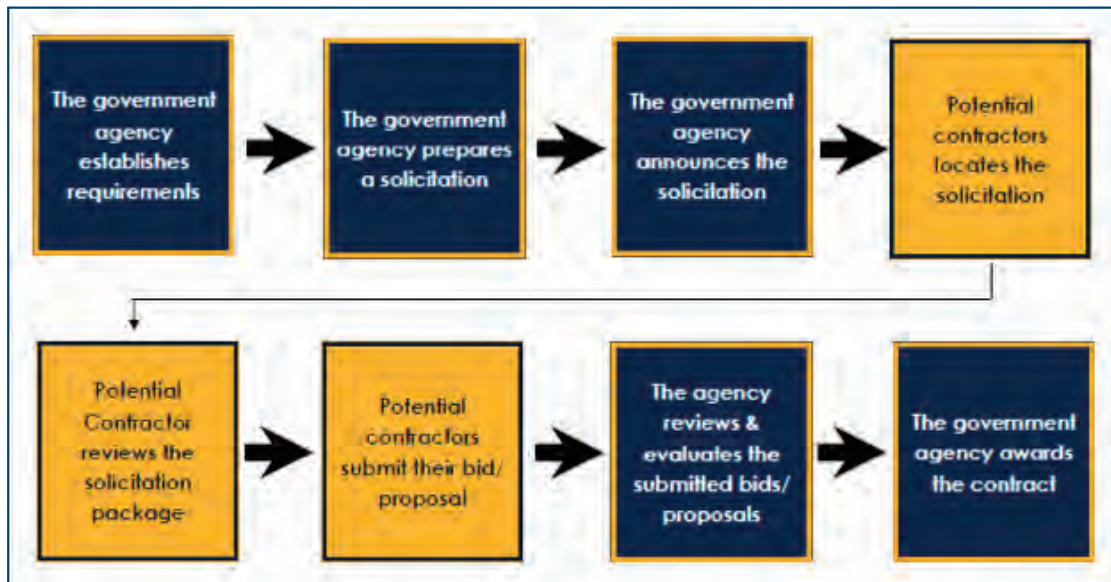 The government
agency
establishes
requirements
The government
agency prepares
a solicitation
The government
agency
announces the
solicitation
Potential
contractors
locates the
solicitation
Potential
Contractor
reviews the
solicitation
package
Potential
contractors
submit their bid/
proposal
The agency
reviews &
evaluates the
submitted bids/
proposals
The government
agency awards
the contract